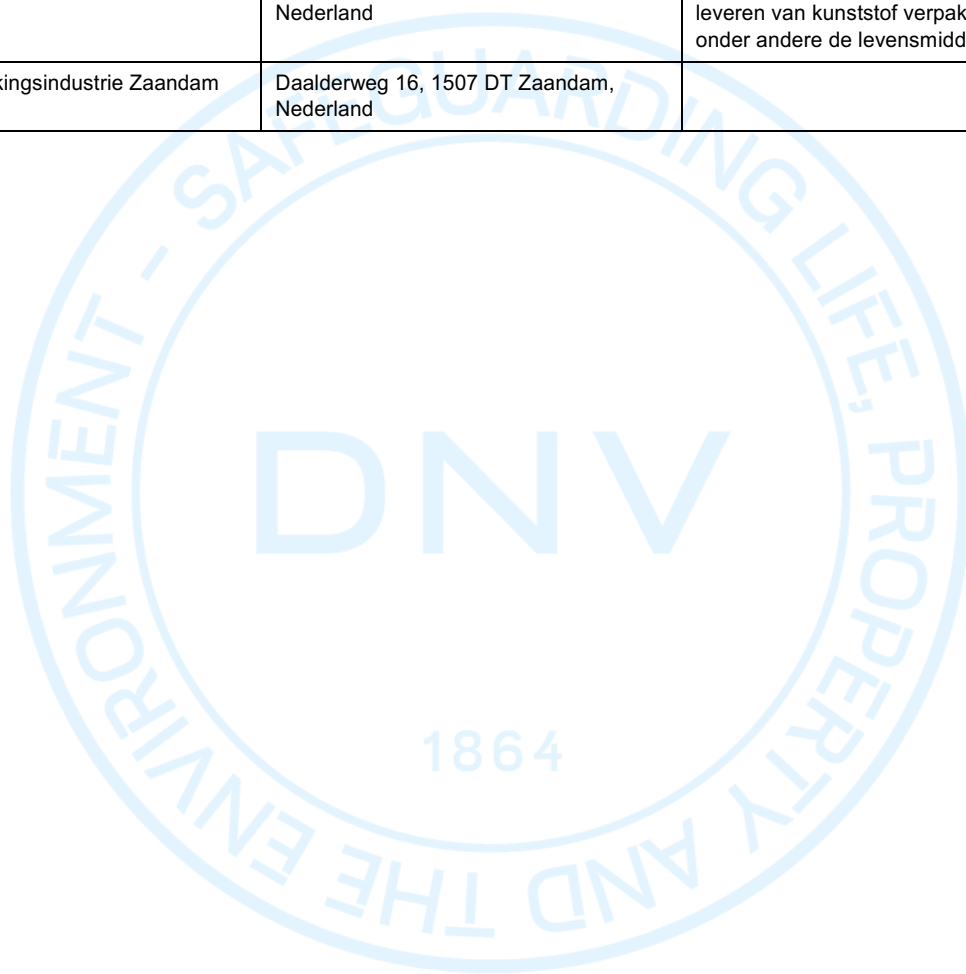 Nederland
leveren van kunststof verpak
onder andere de levensmidd
kingsindustrie Zaandam
Daalderweg 16, 1507 DT Zaandam,
Nederland
SAFEGUARDING LIFE, PROPERTY AND THE ENVIRONMENT -
DNV
1864